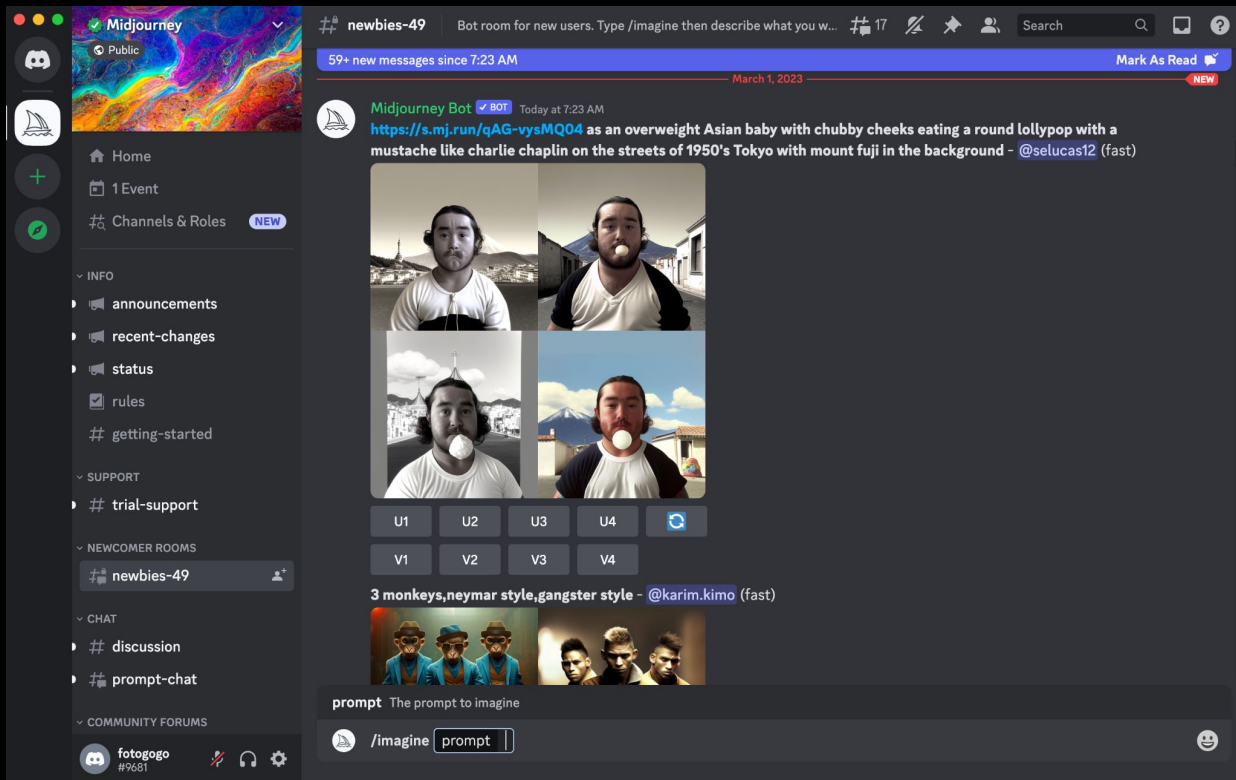 Midjourney
Public
Home
1 Event
Channels & Roles NEW
INFO
announcements
recent-changes
status
rules
getting-started
SUPPORT
trial-support
NEWCOMER ROOMS
newbies-49
CHAT
discussion
prompt-chat
COMMUNITY FORUMS
fotogogo
#9681
newbies-49 Bot room for new users. Type /imagine then describe what you w... 17 Search
59+ new messages since 7:23 AM Mark As Read
March 1, 2023 NEW
Midjourney Bot BOT Today at 7:23 AM
https://s.mj.run/qAG-vysMQ04 as an overweight Asian baby with chubby cheeks eating a round lollypop with a
mustache like charlie chaplin on the streets of 1950's Tokyo with mount fuji in the background - @selucas12 (fast)
U1 U2 U3 U4
V1 V2 V3 V4
3 monkeys,neymar style,gangster style - @karim.kimo (fast)
prompt The prompt to imagine
/imagine prompt